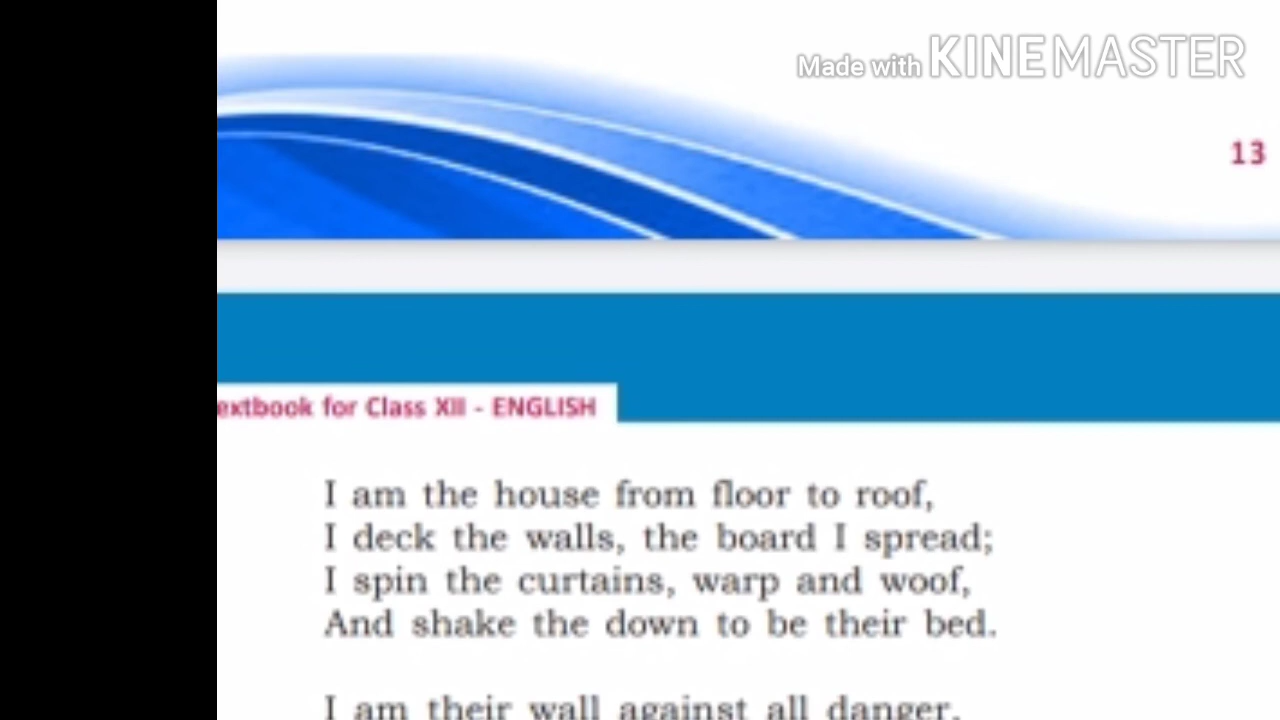 Made with KINEMASTER
13
extbook for Class XII - ENGLISH
I am the house from floor to roof,
I deck the walls, the board I spread;
I spin the curtains, warp and woof,
And shake the down to be their bed.
I am their wall against all danger,